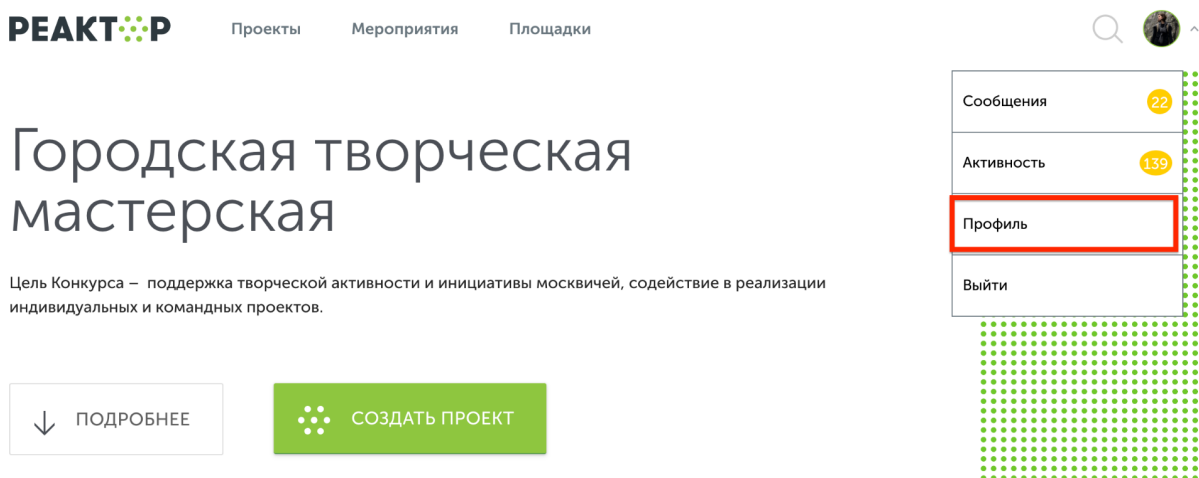 РЕАКТОР
Проекты Мероприятия Площадки
Сообщения 22
Активность 139
Профиль
Выйти
Городская творческая
мастерская
Цель Конкурса – поддержка творческой активности и инициативы москвичей, содействие в реализации
индивидуальных и командных проектов.
ПОДРОБНЕЕ
СОЗДАТЬ ПРОЕКТ